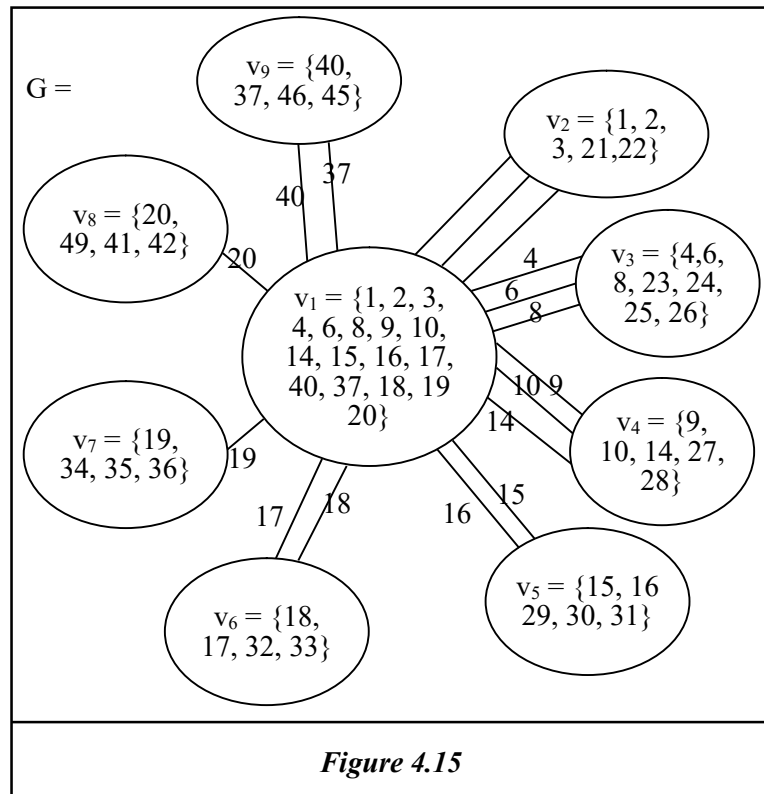 G =
v₉ = {40,
37, 46, 45}
v₂ = {1, 2,
3, 21,22}
37
40
v₈ = {20,
49, 41, 42}
20
v₃ = {4,6,
8, 23, 24,
25, 26}
4
6
8
v₁ = {1, 2, 3,
4, 6, 8, 9, 10,
14, 15, 16, 17,
40, 37, 18, 19
20}
10 9
14
v₄ = {9,
10, 14, 27,
28}
v₇ = {19,
34, 35, 36}
19
17
18
16
15
v₅ = {15, 16
29, 30, 31}
v₆ = {18,
17, 32, 33}
Figure 4.15